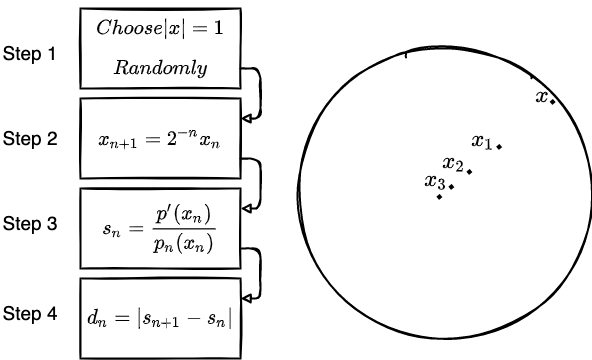 Step 1
Choose|x| = 1
Randomly
Step 2
x_{n+1} = 2^{-n}x_n
Step 3
s_n = \frac{p'(x_n)}{p_n(x_n)}
Step 4
d_n = |s_{n+1} - s_n|
x
x_1
x_2
x_3